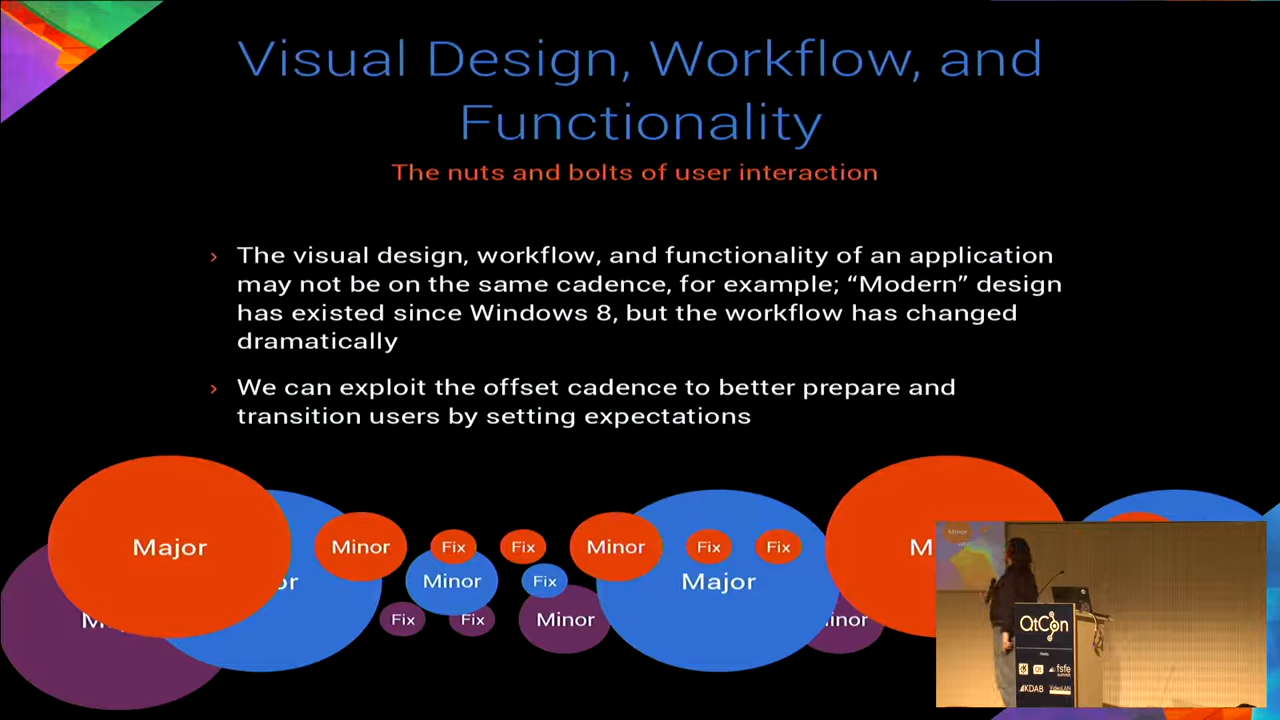 Visual Design, Workflow, and
Functionality
The nuts and bolts of user interaction
› The visual design, workflow, and functionality of an application
may not be on the same cadence, for example; “Modern” design
has existed since Windows 8, but the workflow has changed
dramatically
› We can exploit the offset cadence to better prepare and
transition users by setting expectations
Major
Minor
Fix
Fix
Minor
Fix
Fix
Minor
Fix
Major
Fix
Fix
Minor
Minor
QtCon
fsfe
KDAB
VideoLAN